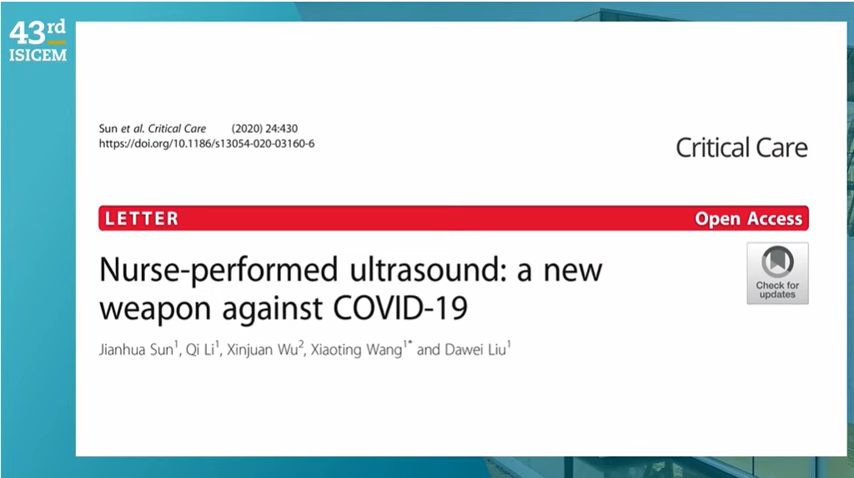 43rd
ISICEM
Sun et al. Critical Care (2020) 24:430
https://doi.org/10.1186/s13054-020-03160-6
Critical Care
LETTER Open Access
Nurse-performed ultrasound: a new
weapon against COVID-19
Check for
updates
Jianhua Sun1, Qi Li1, Xinjuan Wu2, Xiaoting Wang1* and Dawei Liu1